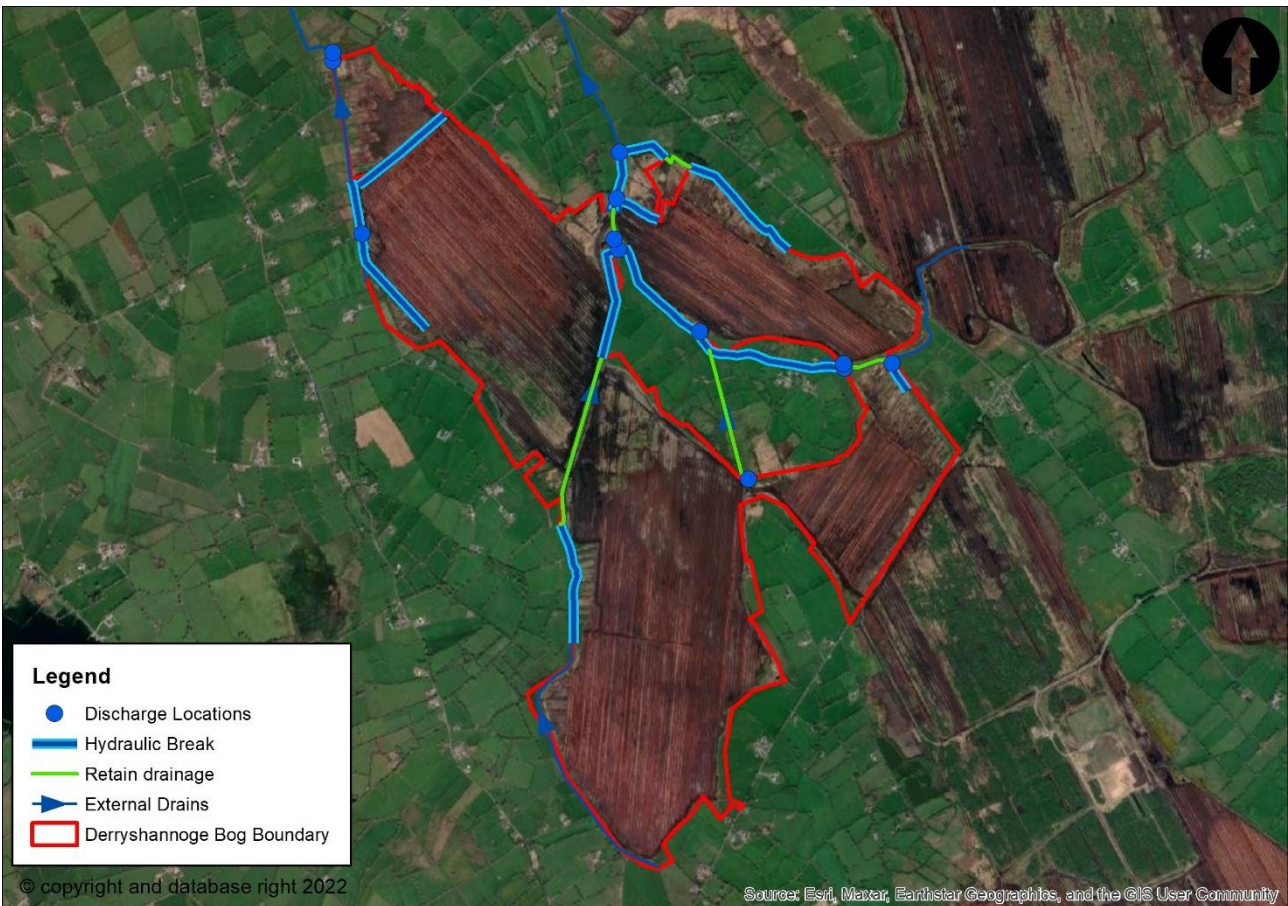 Legend
Discharge Locations
Hydraulic Break
Retain drainage
External Drains
Derryshannoge Bog Boundary
© copyright and database right 2022
Source: Esri, Maxar, Earthstar Geographics, and the GIS User Community